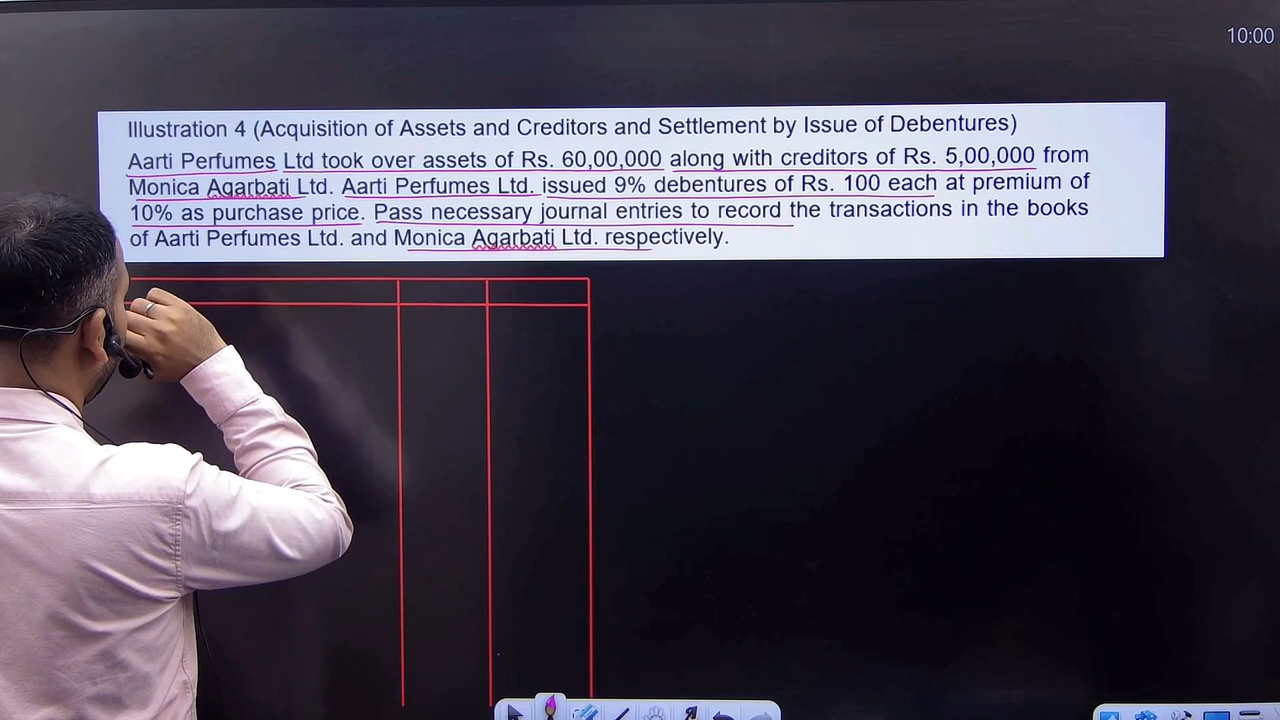 10:00
Illustration 4 (Acquisition of Assets and Creditors and Settlement by Issue of Debentures)
Aarti Perfumes Ltd took over assets of Rs. 60,00,000 along with creditors of Rs. 5,00,000 from
Monica Agarbati Ltd. Aarti Perfumes Ltd. issued 9% debentures of Rs. 100 each at premium of
10% as purchase price. Pass necessary journal entries to record the transactions in the books
of Aarti Perfumes Ltd. and Monica Agarbati Ltd. respectively.